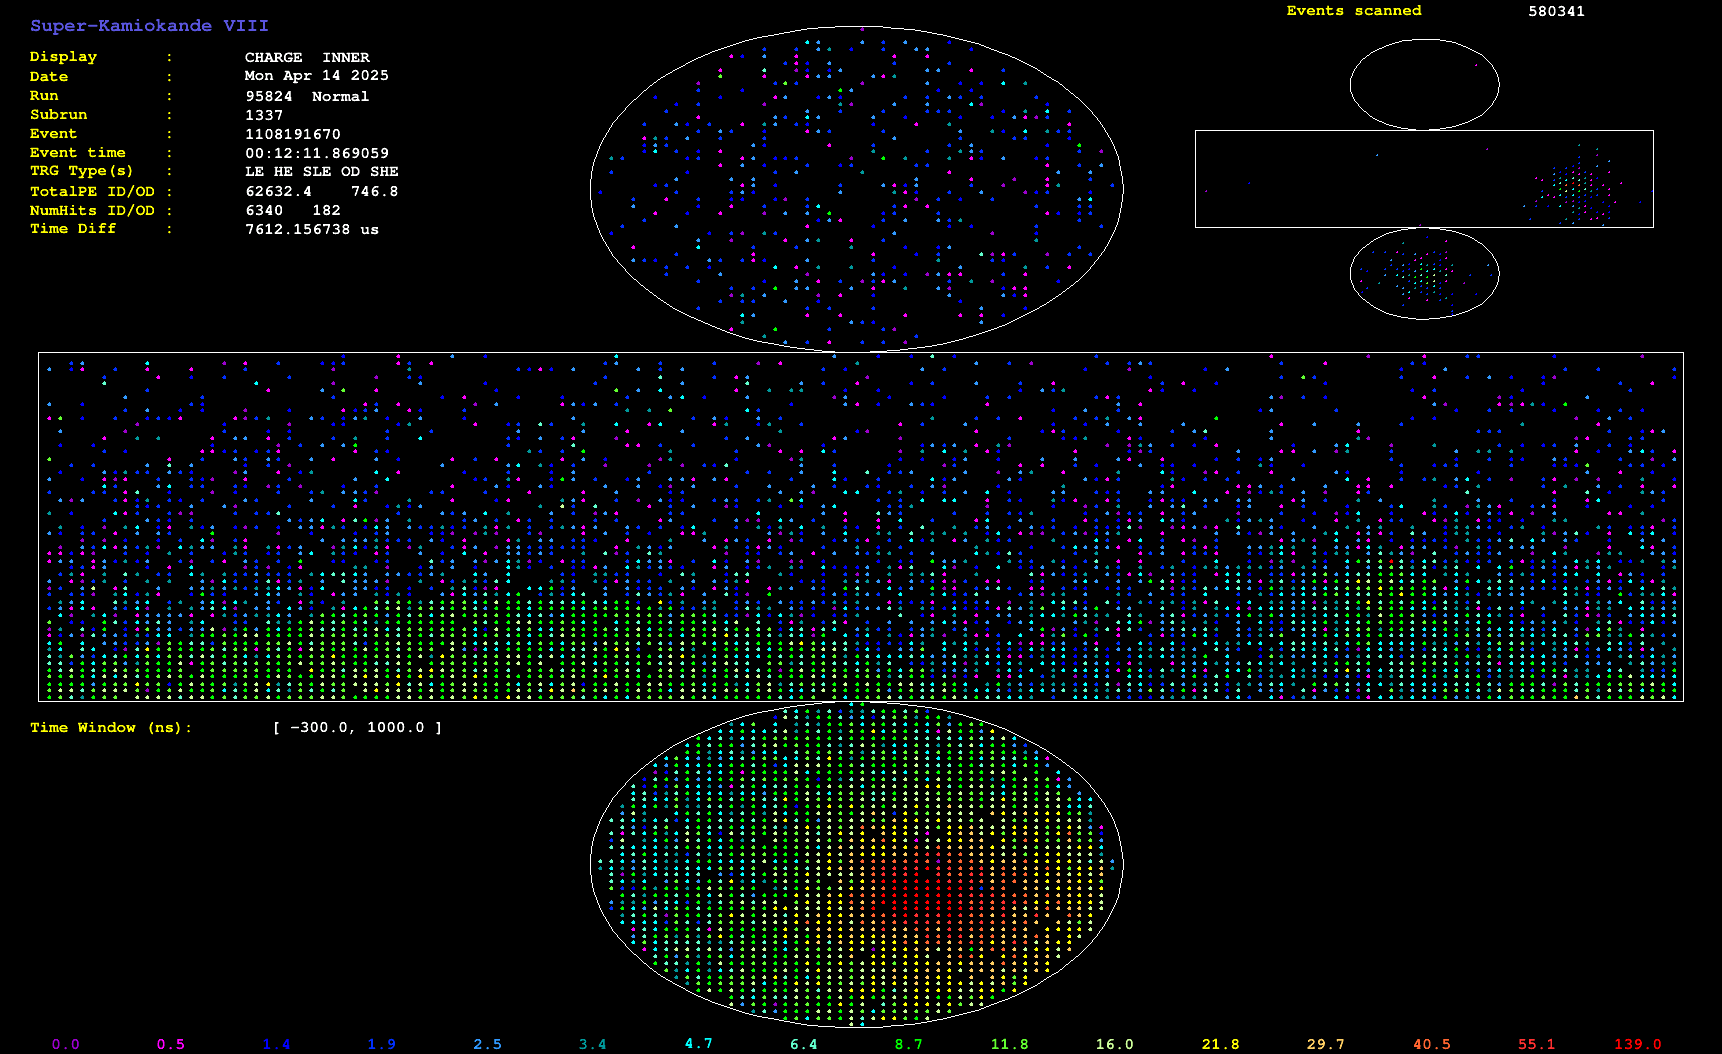 Super-Kamiokande VIII
Events scanned 580341
Display : CHARGE INNER
Date : Mon Apr 14 2025
Run : 95824 Normal
Subrun : 1337
Event : 1108191670
Event time : 00:12:11.869059
TRG Type(s) : LE HE SLE OD SHE
TotalPE ID/OD : 62632.4 746.8
NumHits ID/OD : 6340 182
Time Diff : 7612.156738 us
Time Window (ns): [ -300.0, 1000.0 ]
0.0 0.5 1.4 1.9 2.5 3.4 4.7 6.4 8.7 11.8 16.0 21.8 29.7 40.5 55.1 139.0